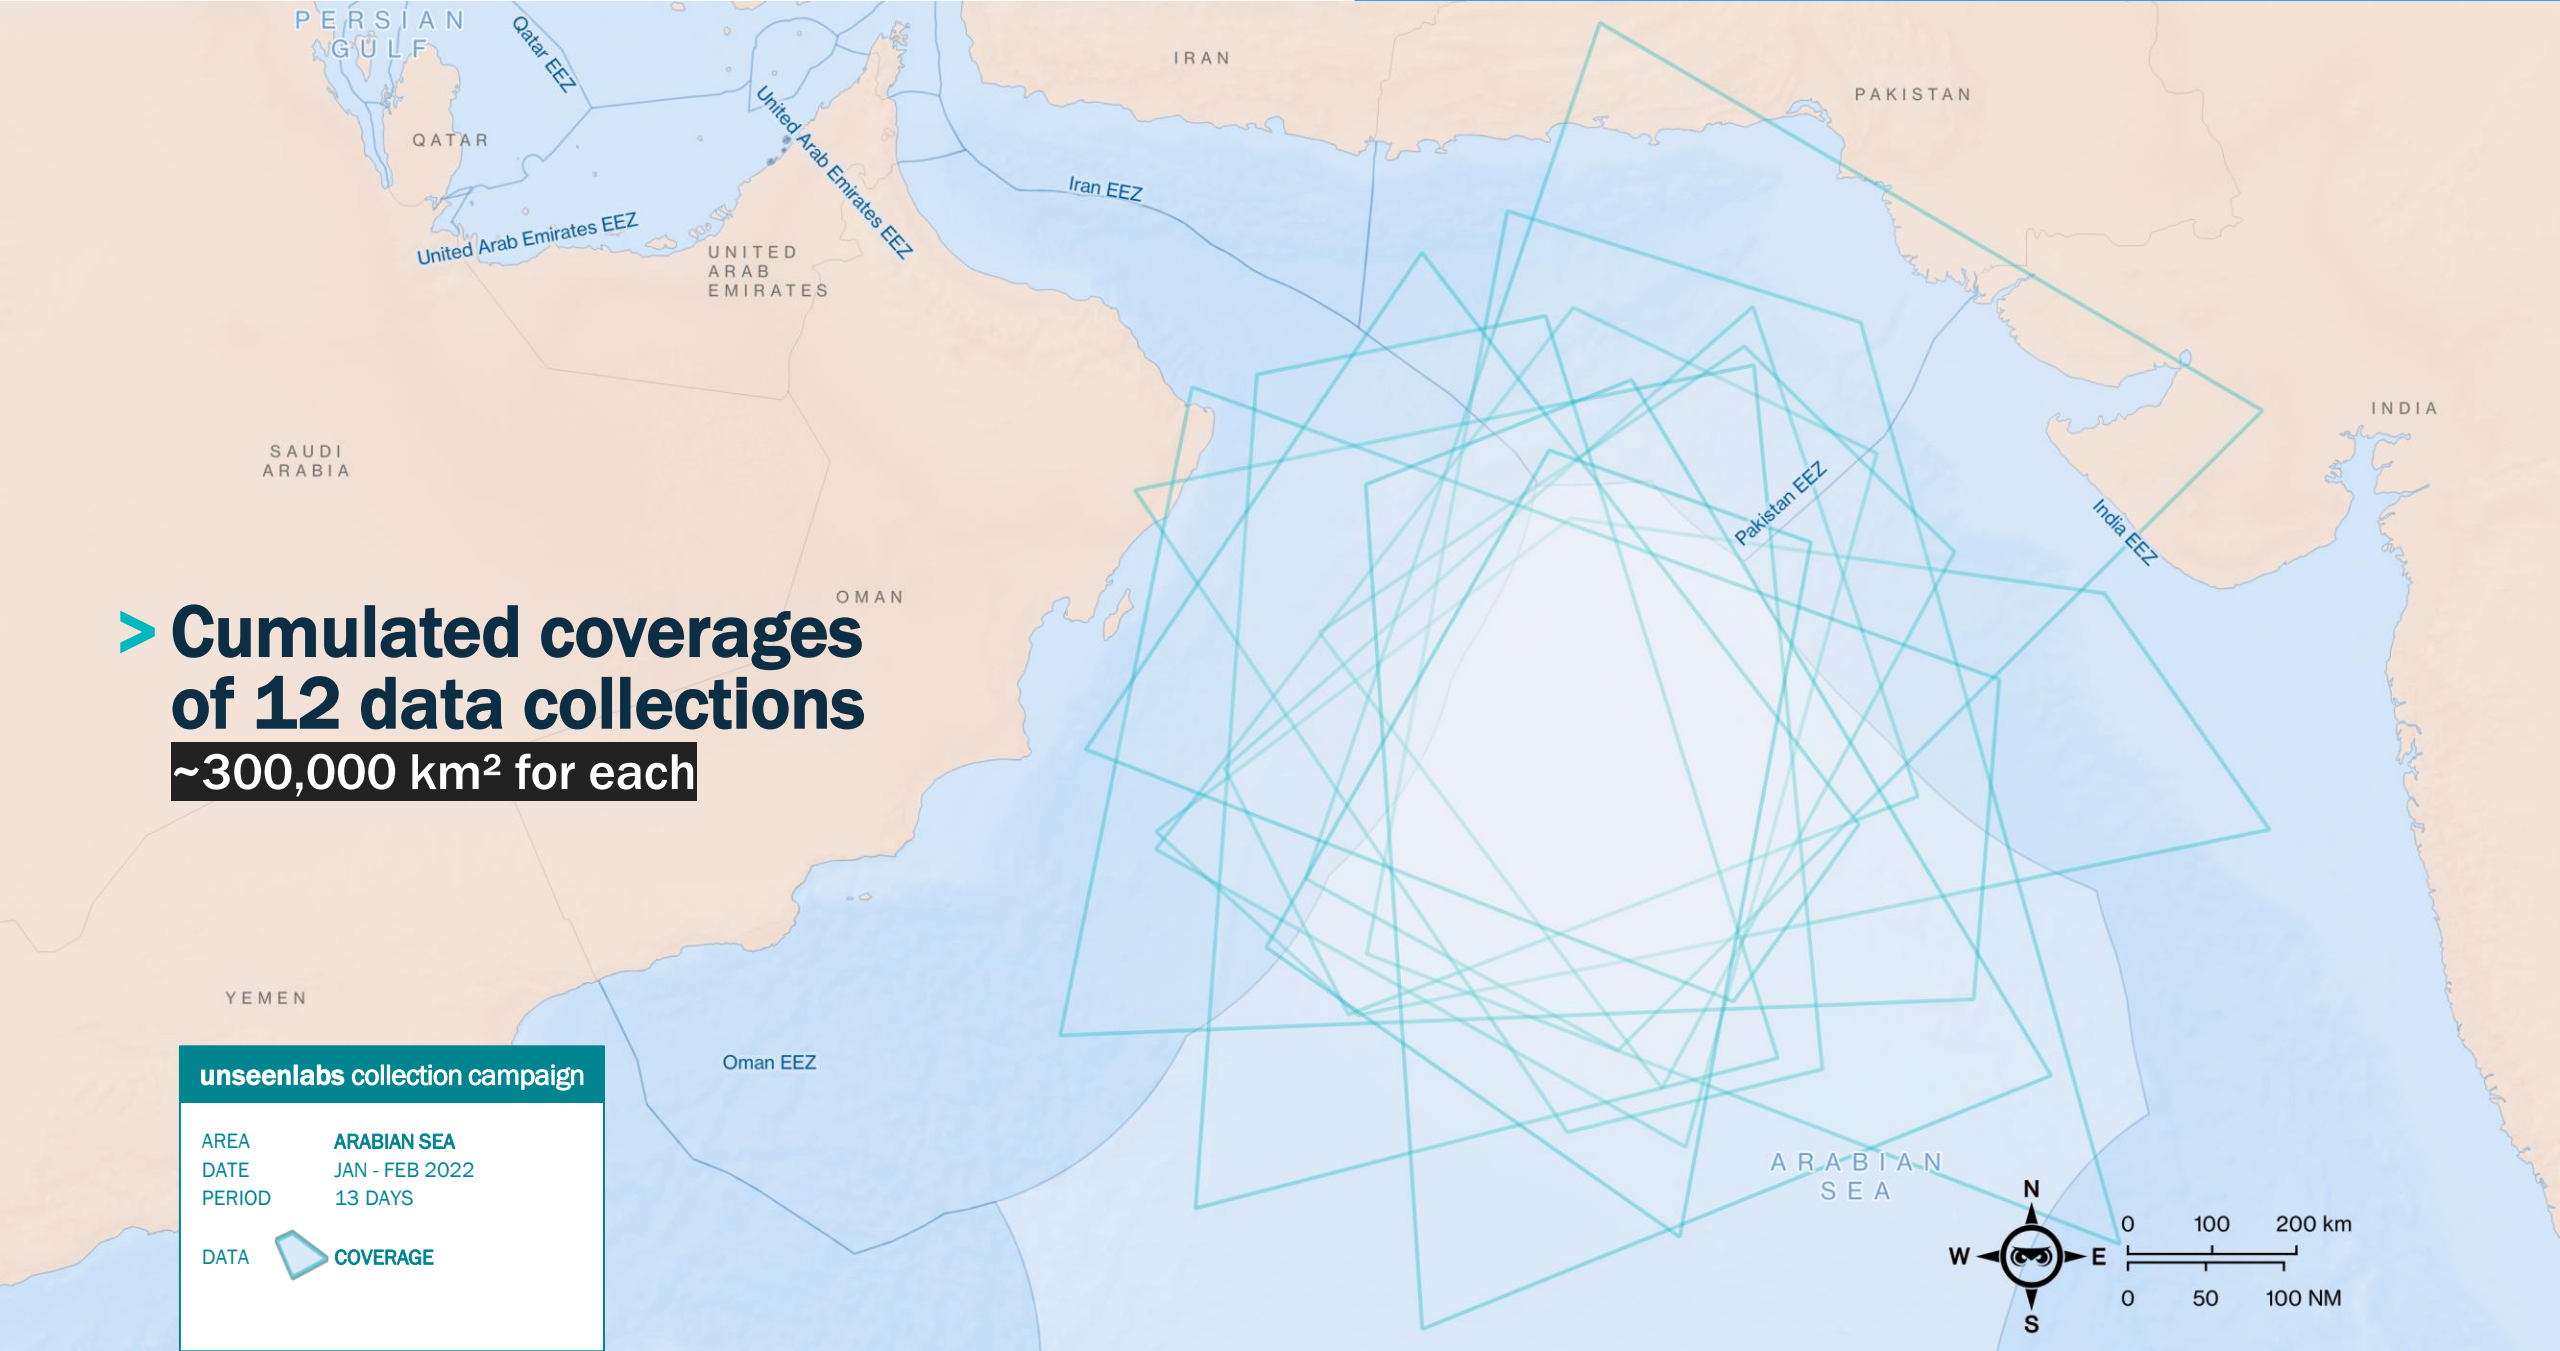 PERSIAN
GULF
Qatar EEZ
QATAR
United Arab Emirates EEZ
United Arab Emirates EEZ
UNITED
ARAB
EMIRATES
IRAN
Iran EEZ
PAKISTAN
INDIA
Pakistan EEZ
India EEZ
SAUDI
ARABIA
OMAN
> Cumulated coverages
of 12 data collections
~300,000 km² for each
YEMEN
Oman EEZ
unseenlabs collection campaign
AREA ARABIAN SEA
DATE JAN - FEB 2022
PERIOD 13 DAYS
DATA COVERAGE
ARABIAN
SEA
N
W E
S
0 100 200 km
0 50 100 NM